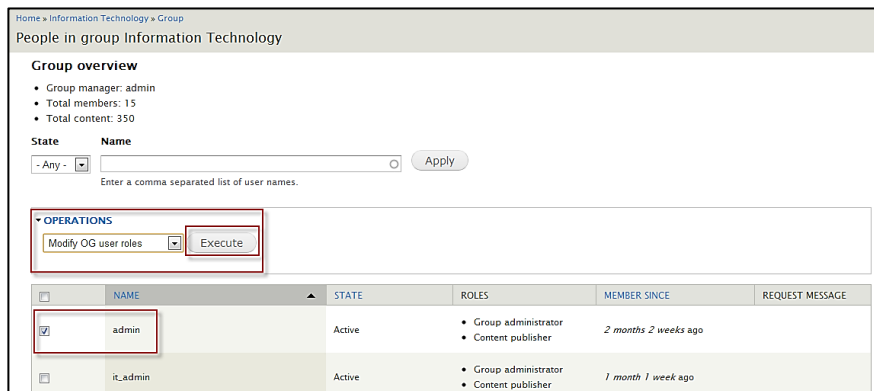 Home » Information Technology » Group
People in group Information Technology
Group overview
• Group manager: admin
• Total members: 15
• Total content: 350
State Name
- Any - Apply
Enter a comma separated list of user names.
OPERATIONS
Modify OG user roles Execute
NAME STATE ROLES MEMBER SINCE REQUEST MESSAGE
admin Active • Group administrator 2 months 2 weeks ago
• Content publisher
it_admin Active • Group administrator 1 month 1 week ago
• Content publisher